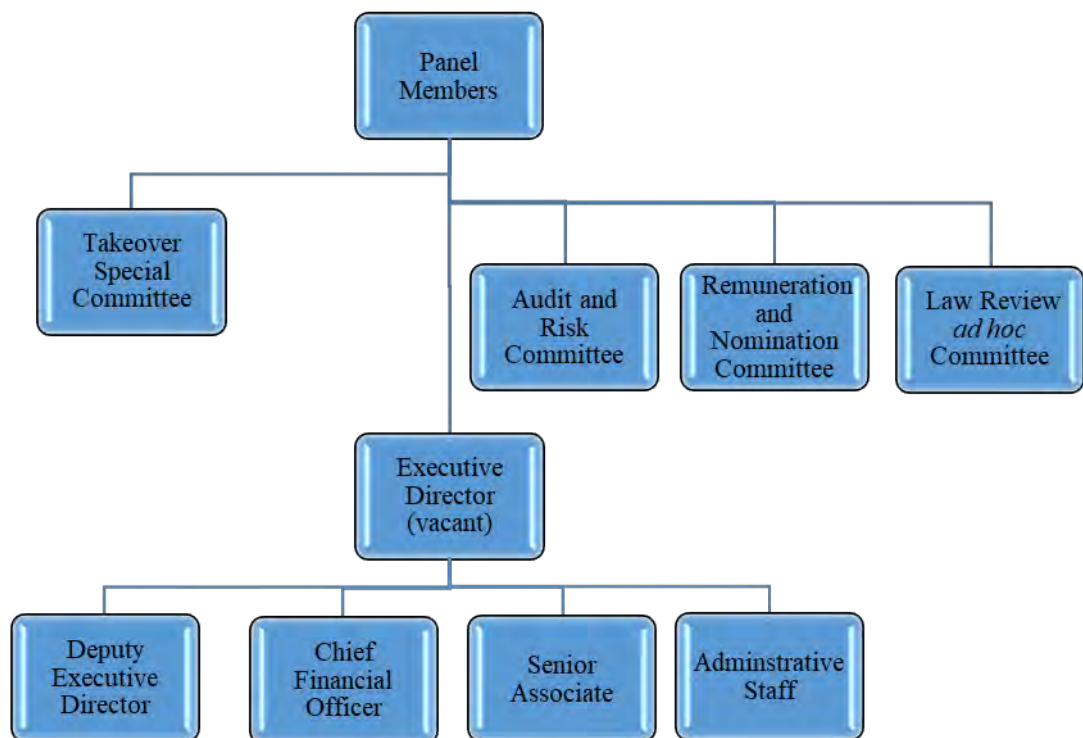 Panel
Members
Takeover
Special
Committee
Audit and
Risk
Committee
Remuneration
and
Nomination
Committee
Law Review
ad hoc
Committee
Executive
Director
(vacant)
Deputy
Executive
Director
Chief
Financial
Officer
Senior
Associate
Adminstrative
Staff